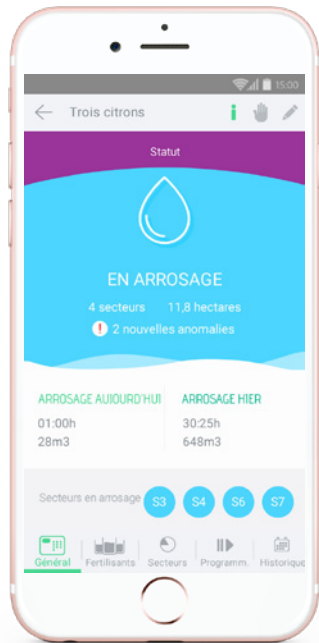 15:00
Trois citrons
Statut
EN ARROSAGE
4 secteurs 11,8 hectares
2 nouvelles anomalies
ARROSAGE AUJOURD'HUI ARROSAGE HIER
01:00h 30:25h
28m3 648m3
Secteurs en arrosage S3 S4 S6 S7
Général Fertilisants Secteurs Programm. Historique